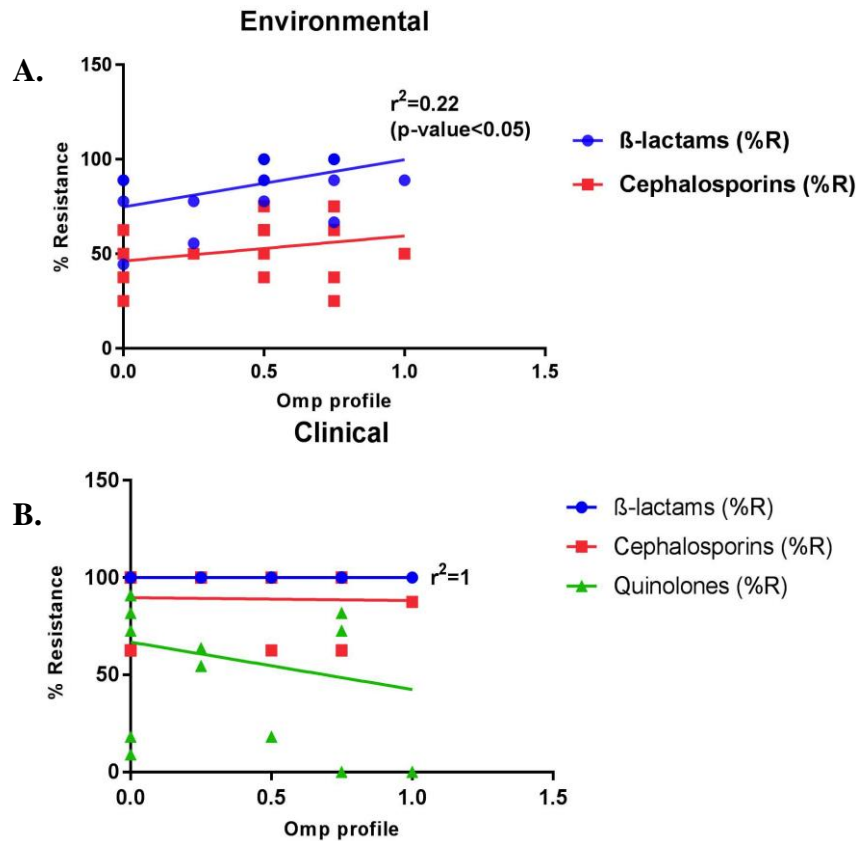 Environmental
A.
150
100
50
0
% Resistance
r²=0.22
(p-value<0.05)
ß-lactams (%R)
Cephalosporins (%R)
0.0 0.5 1.0 1.5
Omp profile
Clinical
B.
150
100
50
0
% Resistance
r²=1
ß-lactams (%R)
Cephalosporins (%R)
Quinolones (%R)
0.0 0.5 1.0 1.5
Omp profile